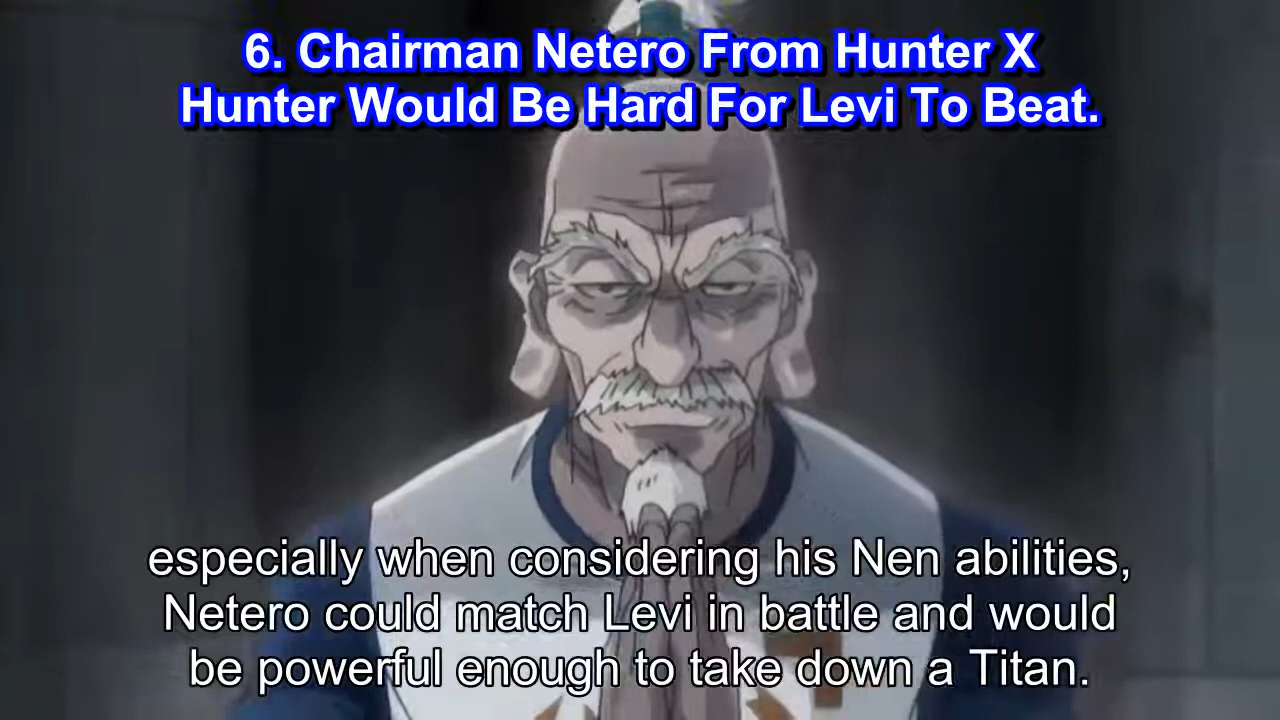 6. Chairman Netero From Hunter X
Hunter Would Be Hard For Levi To Beat.
especially when considering his Nen abilities,
Netero could match Levi in battle and would
be powerful enough to take down a Titan.